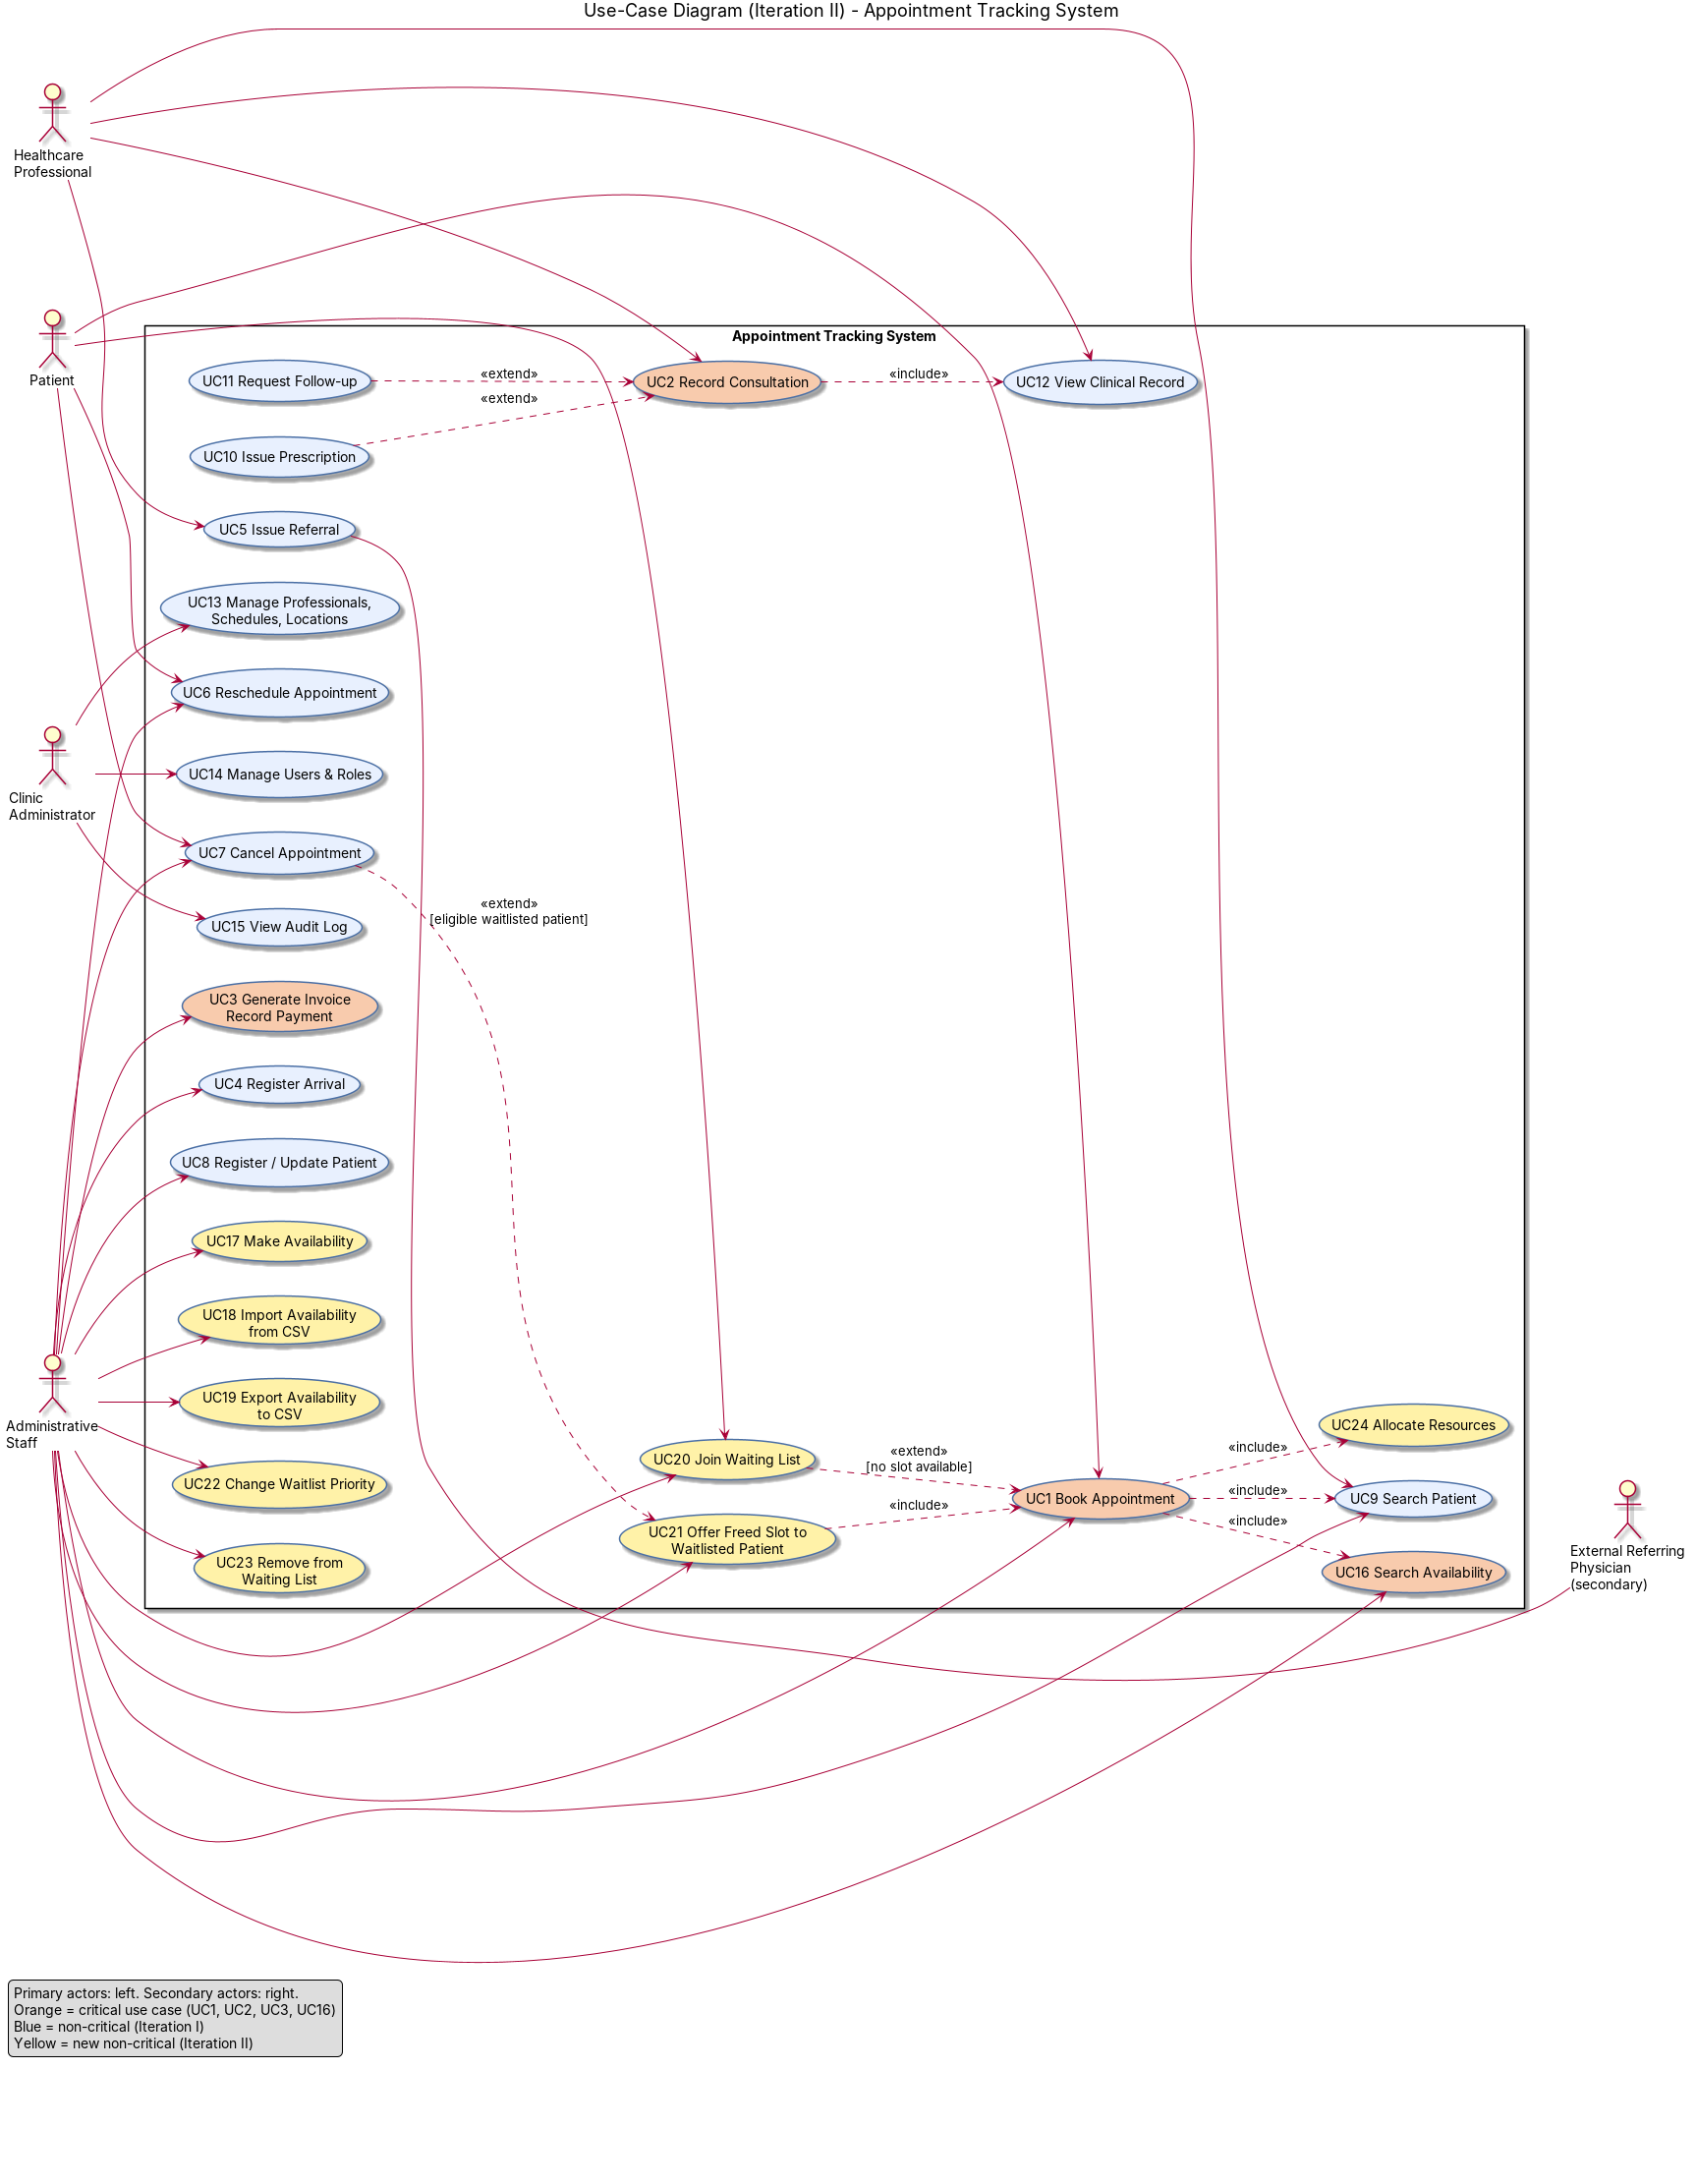 Use-Case Diagram (Iteration II) - Appointment Tracking System
Healthcare
Professional
Patient
Appointment Tracking System
UC11 Request Follow-up
«extend»
UC2 Record Consultation
«include»
UC12 View Clinical Record
«extend»
UC10 Issue Prescription
UC5 Issue Referral
UC13 Manage Professionals,
Schedules, Locations
UC6 Reschedule Appointment
Clinic
Administrator
UC14 Manage Users & Roles
UC7 Cancel Appointment
«extend»
[eligible waitlisted patient]
UC15 View Audit Log
UC3 Generate Invoice
Record Payment
UC4 Register Arrival
UC8 Register / Update Patient
UC17 Make Availability
UC18 Import Availability
from CSV
UC19 Export Availability
to CSV
Administrative
Staff
UC22 Change Waitlist Priority
UC23 Remove from
Waiting List
UC20 Join Waiting List
«extend»
[no slot available]
UC21 Offer Freed Slot to
Waitlisted Patient
«include»
UC1 Book Appointment
«include»
UC24 Allocate Resources
«include»
UC9 Search Patient
«include»
UC16 Search Availability
External Referring
Physician
(secondary)
Primary actors: left. Secondary actors: right.
Orange = critical use case (UC1, UC2, UC3, UC16)
Blue = non-critical (Iteration I)
Yellow = new non-critical (Iteration II)